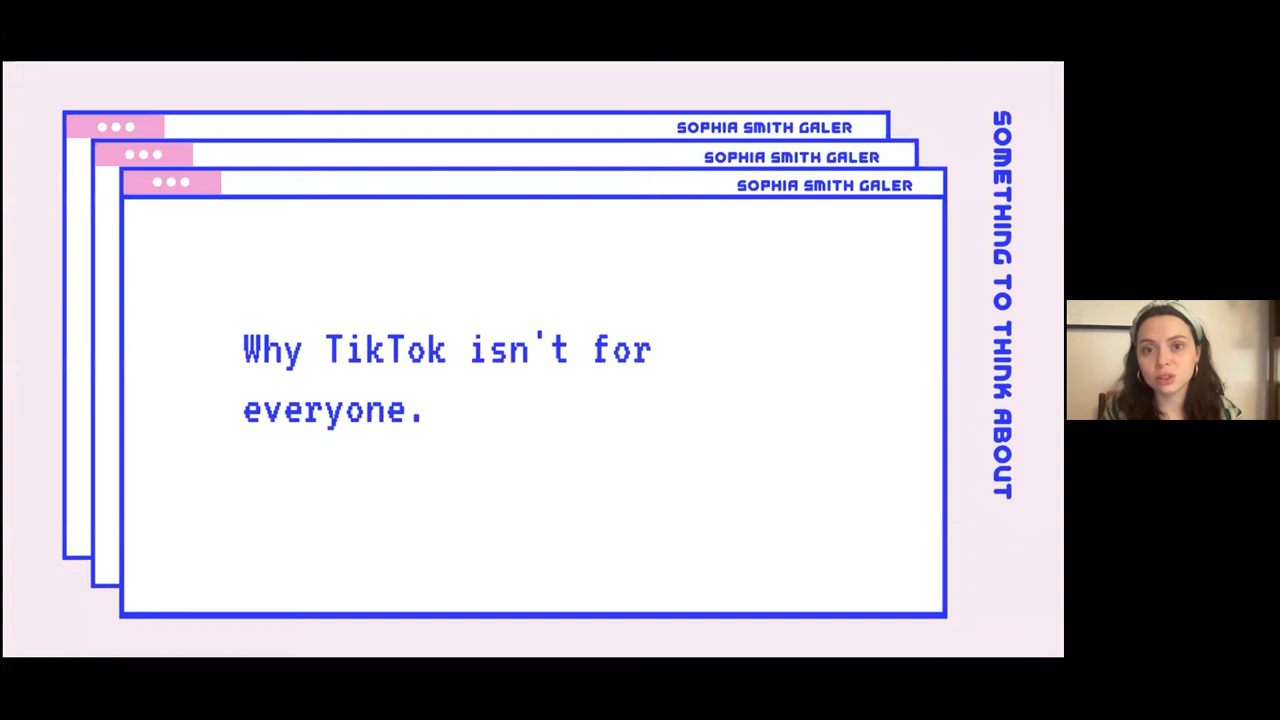 SOPHIA SMITH GALER
SOPHIA SMITH GALER
SOPHIA SMITH GALER
Why TikTok isn't for
everyone.
SOMETHING TO THINK ABOUT